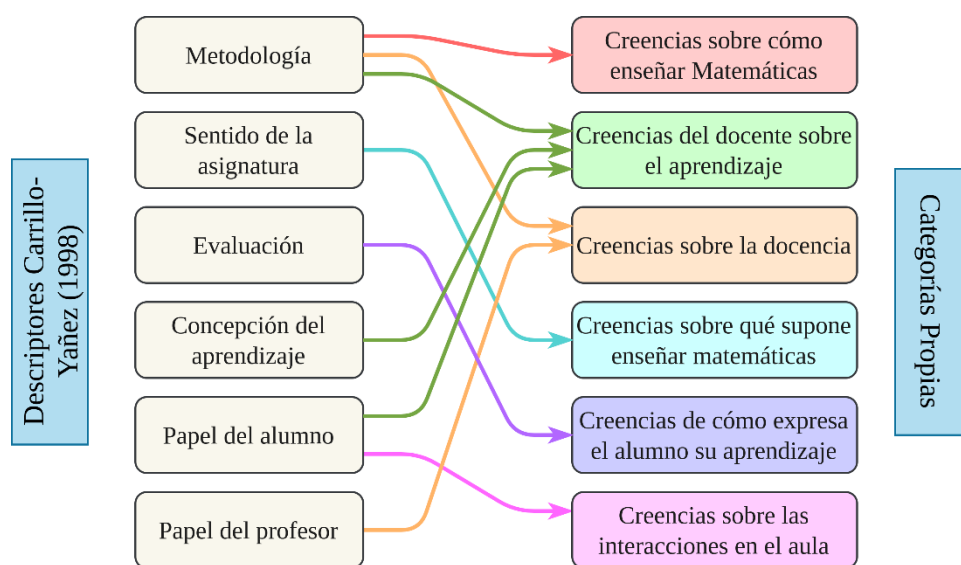 Descriptores Carrillo-
Yañez (1998)
Metodología
Sentido de la
asignatura
Evaluación
Concepción del
aprendizaje
Papel del alumno
Papel del profesor
Creencias sobre cómo
enseñar Matemáticas
Creencias del docente sobre
el aprendizaje
Creencias sobre la docencia
Creencias sobre qué supone
enseñar matemáticas
Creencias de cómo expresa
el alumno su aprendizaje
Creencias sobre las
interacciones en el aula
Categorías Propias